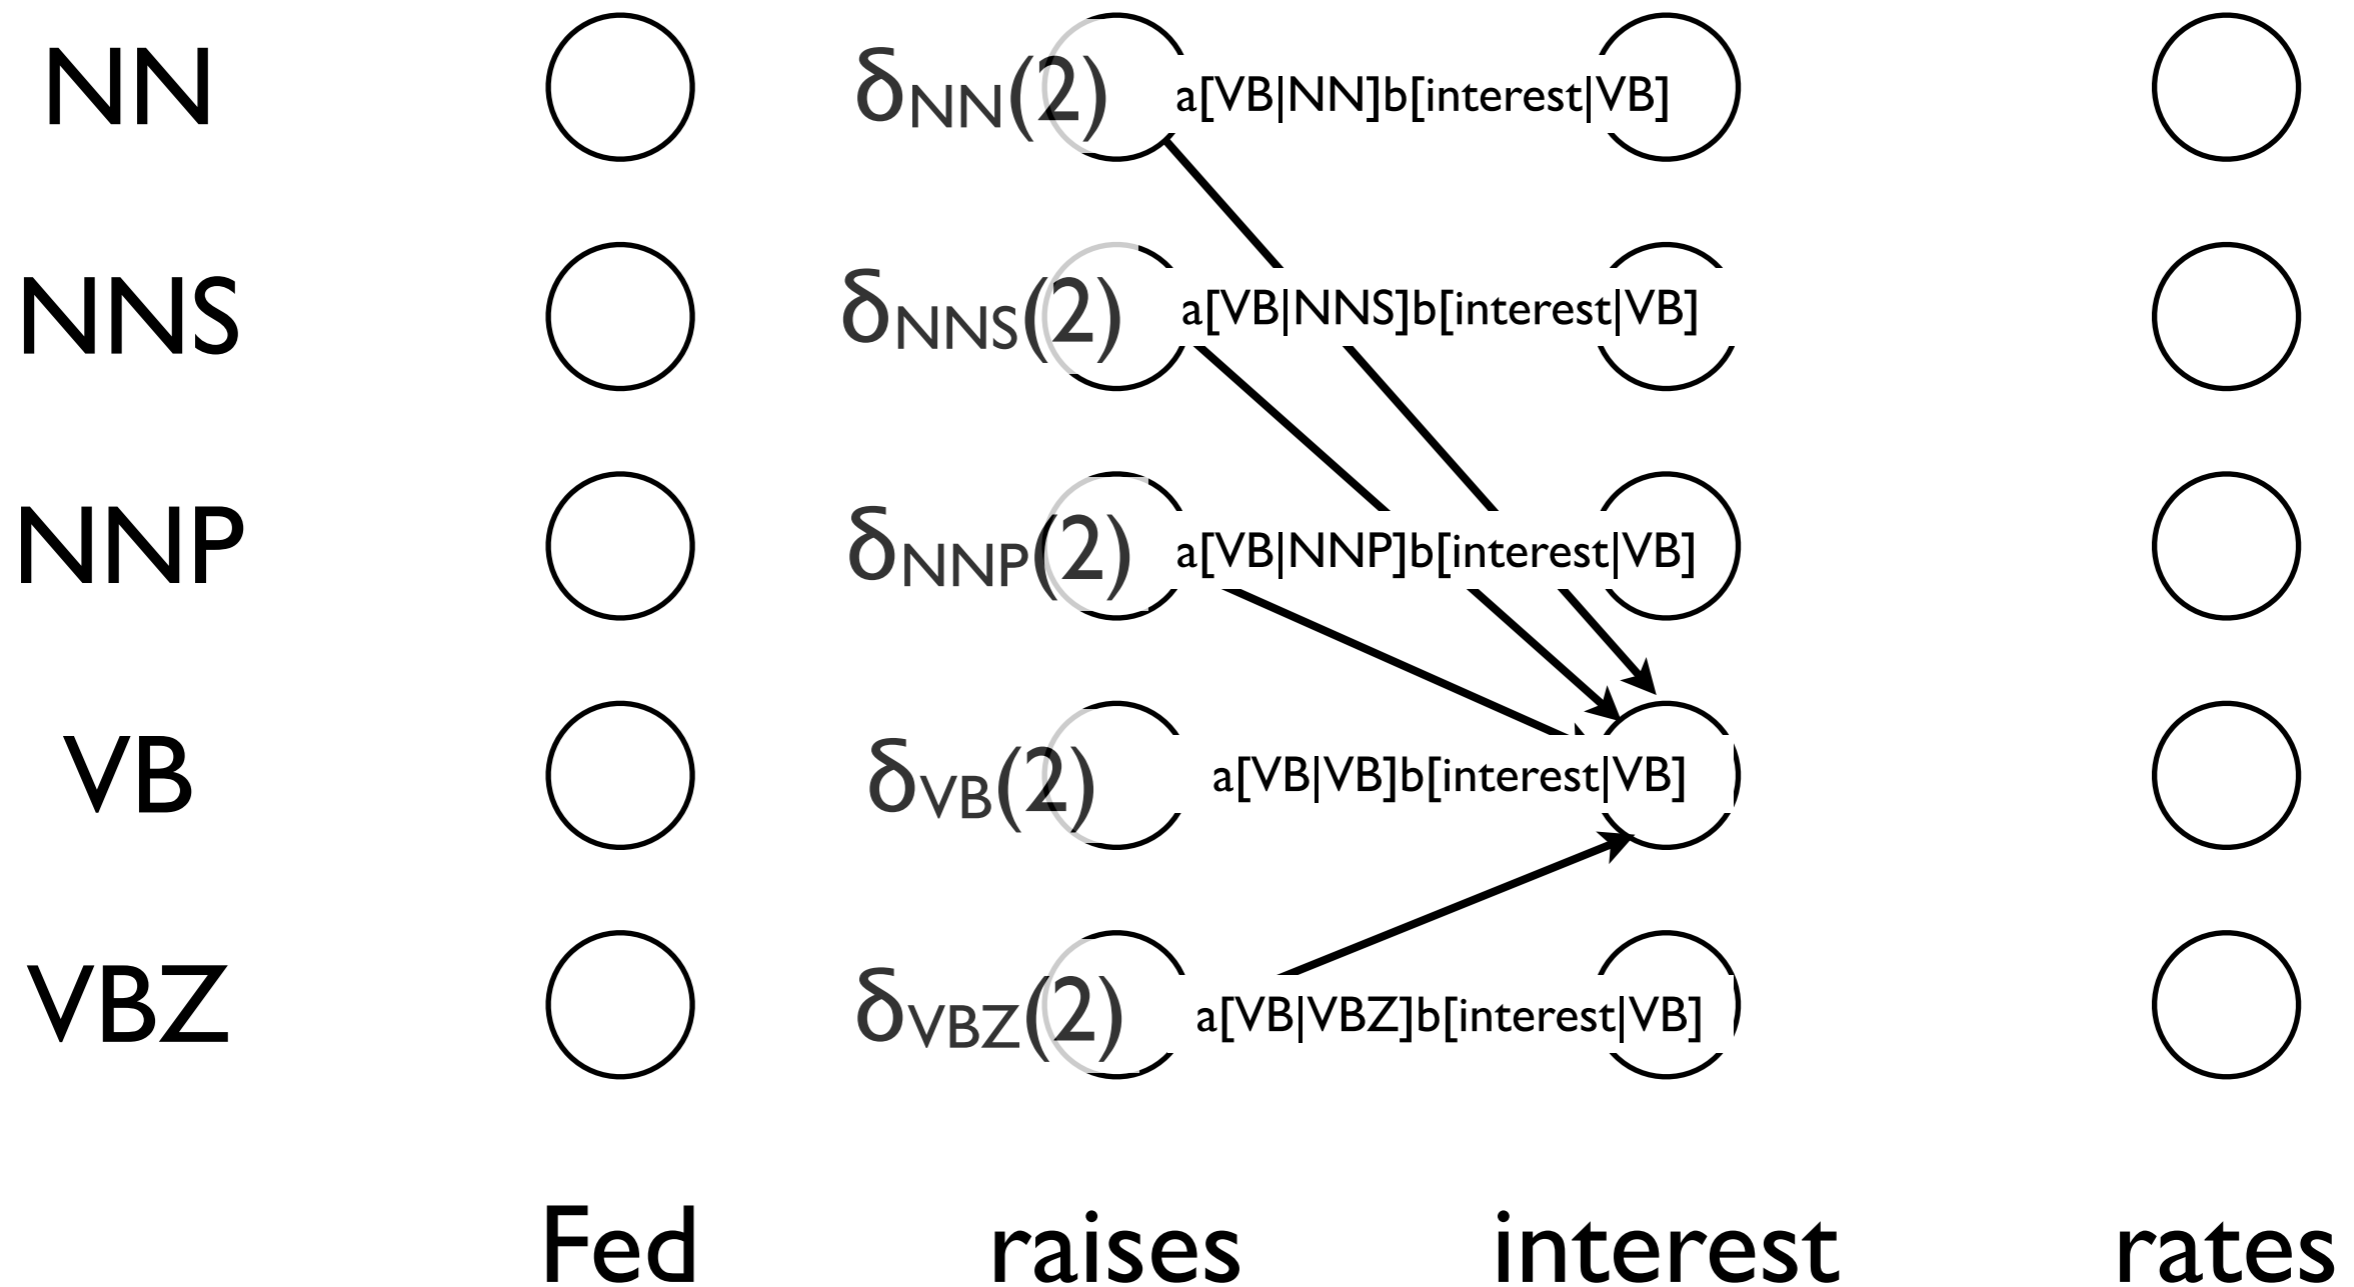 NN δNN(2) a[VB|NN]b[interest|VB]
NNS δNNS(2) a[VB|NNS]b[interest|VB]
NNP δNNP(2) a[VB|NNP]b[interest|VB]
VB δVB(2) a[VB|VB]b[interest|VB]
VBZ δVBZ(2) a[VB|VBZ]b[interest|VB]
Fed raises interest rates